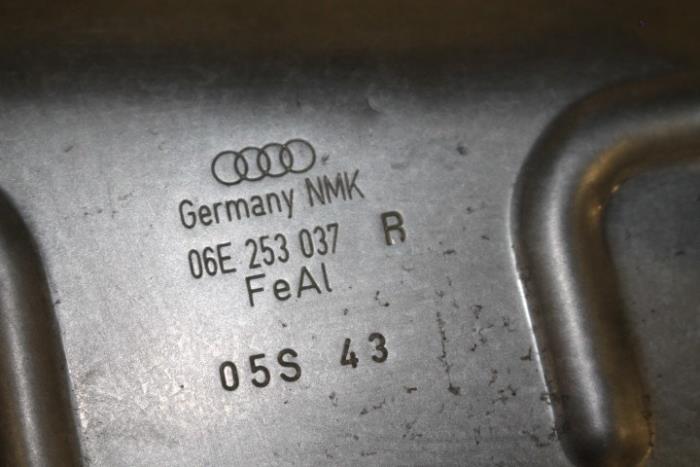 Germany NMK
06E 253 037 R
FeAl
05S 43